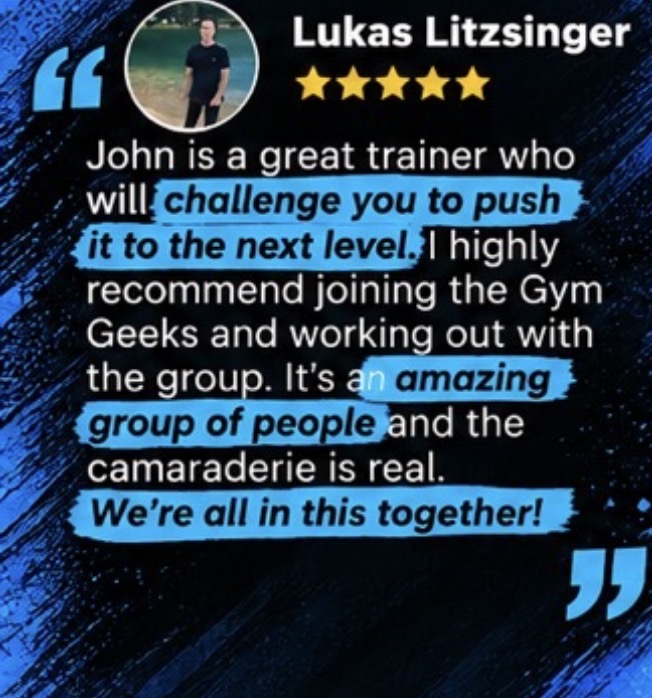 Lukas Litzsinger
John is a great trainer who
will challenge you to push
it to the next level. I highly
recommend joining the Gym
Geeks and working out with
the group. It's an amazing
group of people and the
camaraderie is real.
We're all in this together!